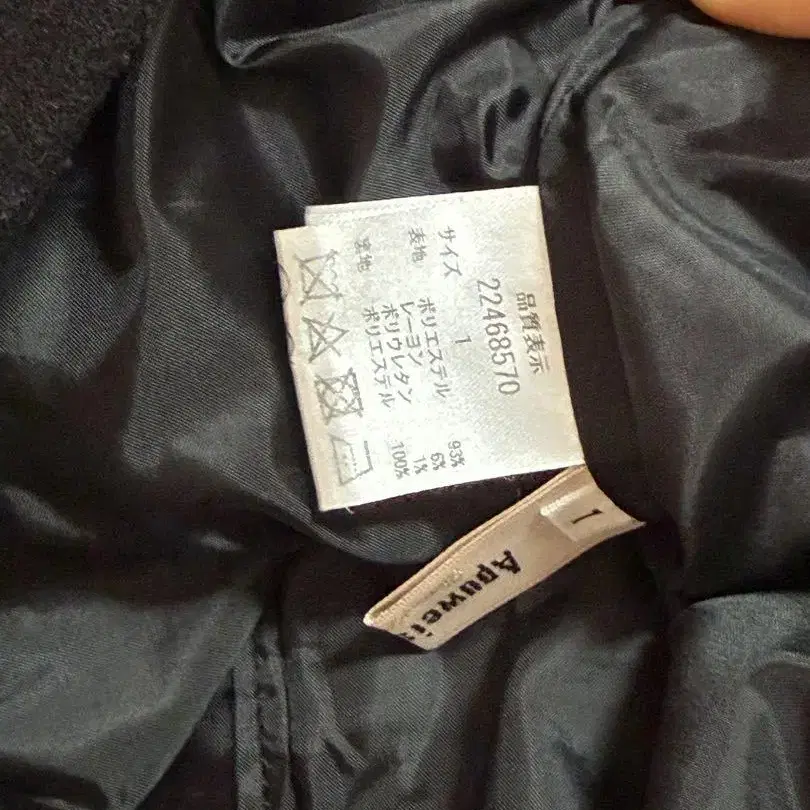 品質表示
22468570
サイズ 1
表地 ポリエステル 93%
レーヨン 6%
ポリウレタン 1%
裏地 ポリエステル 100%
1
Apuwei